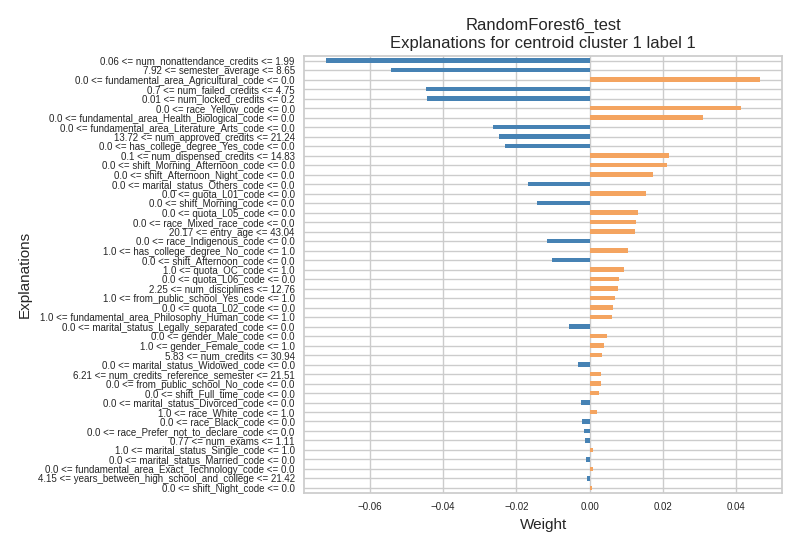 RandomForest6_test
Explanations for centroid cluster 1 label 1
0.06 <= num_nonattendance_credits <= 1.99
7.92 <= semester_average <= 8.65
0.0 <= fundamental_area_Agricultural_code <= 0.0
0.7 <= num_failed_credits <= 4.75
0.01 <= num_locked_credits <= 0.2
0.0 <= race_Yellow_code <= 0.0
0.0 <= fundamental_area_Health_Biological_code <= 0.0
0.0 <= fundamental_area_Literature_Arts_code <= 0.0
13.72 <= num_approved_credits <= 21.24
0.0 <= has_college_degree_Yes_code <= 0.0
0.1 <= num_dispensed_credits <= 14.83
0.0 <= shift_Morning_Afternoon_code <= 0.0
0.0 <= shift_Afternoon_Night_code <= 0.0
0.0 <= marital_status_Others_code <= 0.0
0.0 <= quota_L01_code <= 0.0
0.0 <= shift_Morning_code <= 0.0
0.0 <= quota_L05_code <= 0.0
0.0 <= race_Mixed_race_code <= 0.0
20.17 <= entry_age <= 43.04
0.0 <= race_Indigenous_code <= 0.0
1.0 <= has_college_degree_No_code <= 1.0
0.0 <= shift_Afternoon_code <= 0.0
1.0 <= quota_OC_code <= 1.0
0.0 <= quota_L06_code <= 0.0
2.25 <= num_disciplines <= 12.76
1.0 <= from_public_school_Yes_code <= 1.0
0.0 <= quota_L02_code <= 0.0
1.0 <= fundamental_area_Philosophy_Human_code <= 1.0
0.0 <= marital_status_Legally_separated_code <= 0.0
0.0 <= gender_Male_code <= 0.0
1.0 <= gender_Female_code <= 1.0
5.83 <= num_credits <= 30.94
0.0 <= marital_status_Widowed_code <= 0.0
6.21 <= num_credits_reference_semester <= 21.51
0.0 <= from_public_school_No_code <= 0.0
0.0 <= shift_Full_time_code <= 0.0
0.0 <= marital_status_Divorced_code <= 0.0
1.0 <= race_White_code <= 1.0
0.0 <= race_Black_code <= 0.0
0.0 <= race_Prefer_not_to_declare_code <= 0.0
0.77 <= num_exams <= 1.11
1.0 <= marital_status_Single_code <= 1.0
0.0 <= marital_status_Married_code <= 0.0
0.0 <= fundamental_area_Exact_Technology_code <= 0.0
4.15 <= years_between_high_school_and_college <= 21.42
0.0 <= shift_Night_code <= 0.0
Explanations
−0.06 −0.04 −0.02 0.00 0.02 0.04
Weight